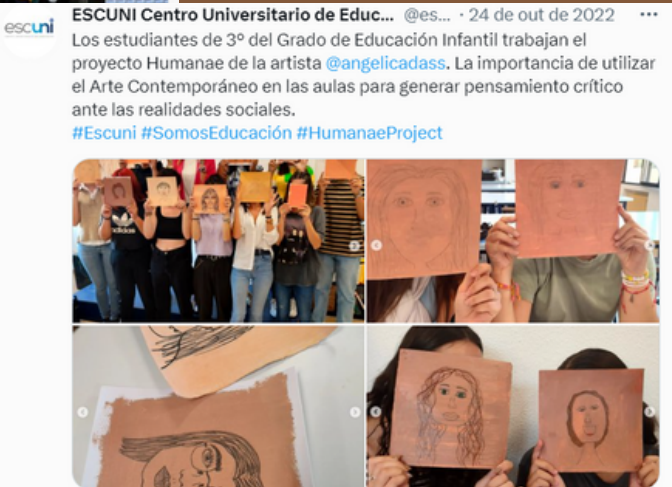 ESCUNI Centro Universitario de Educ... @es... · 24 de out de 2022 ···
escuni
Los estudiantes de 3º del Grado de Educación Infantil trabajan el
proyecto Humanae de la artista @angelicadass. La importancia de utilizar
el Arte Contemporáneo en las aulas para generar pensamiento crítico
ante las realidades sociales.
#Escuni #SomosEducación #HumanaeProject
adidas